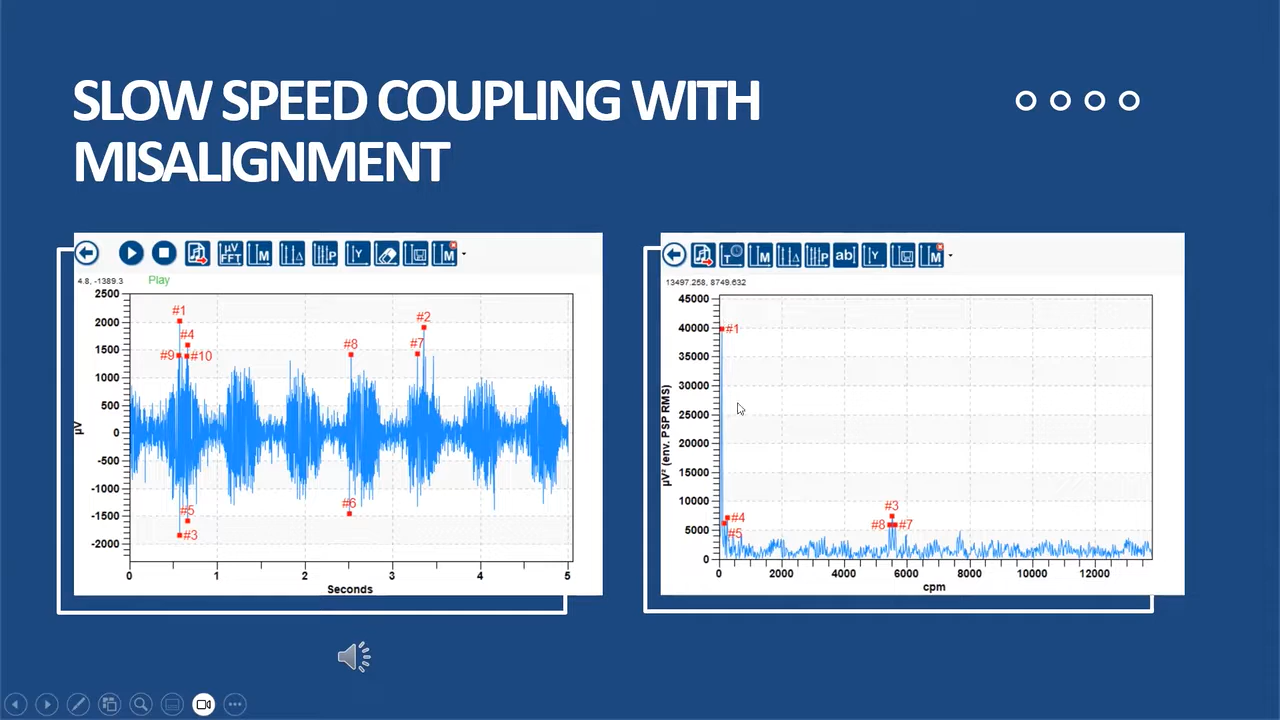 SLOW SPEED COUPLING WITH
MISALIGNMENT
µV
FFT
M
Δ
P
Y
M
4.8, -1389.3
Play
2500
2000
1500
1000
500
0
-500
-1000
-1500
-2000
µV
#1
#4
#9
#10
#8
#2
#7
#5
#3
#6
0
1
2
3
4
5
Seconds
T
M
Δ
P
ab|
Y
M
13497.258, 8749.632
45000
40000
35000
30000
25000
20000
15000
10000
5000
0
µV² (env. PSP RMS)
#1
#4
#5
#3
#8
#7
0
2000
4000
6000
8000
10000
12000
cpm